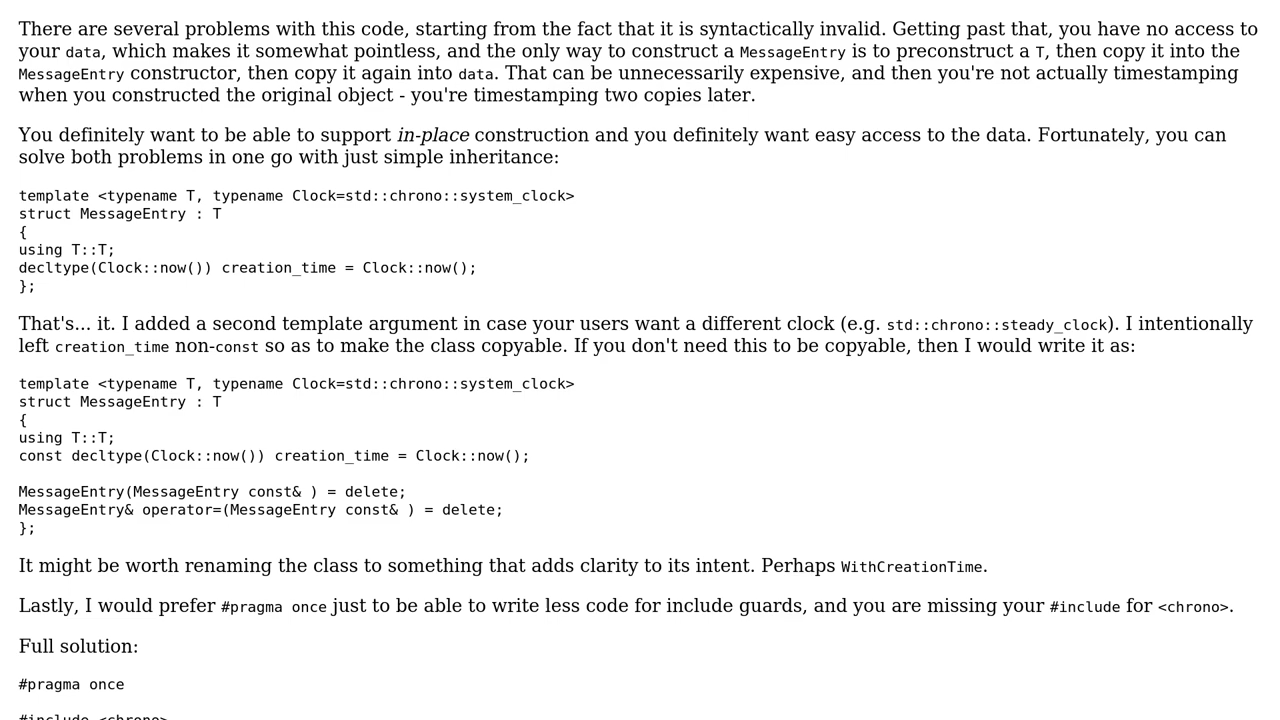 There are several problems with this code, starting from the fact that it is syntactically invalid. Getting past that, you have no access to
your data, which makes it somewhat pointless, and the only way to construct a MessageEntry is to preconstruct a T, then copy it into the
MessageEntry constructor, then copy it again into data. That can be unnecessarily expensive, and then you're not actually timestamping
when you constructed the original object - you're timestamping two copies later.
You definitely want to be able to support in-place construction and you definitely want easy access to the data. Fortunately, you can
solve both problems in one go with just simple inheritance:
template <typename T, typename Clock=std::chrono::system_clock>
struct MessageEntry : T
{
using T::T;
decltype(Clock::now()) creation_time = Clock::now();
};
That's... it. I added a second template argument in case your users want a different clock (e.g. std::chrono::steady_clock). I intentionally
left creation_time non-const so as to make the class copyable. If you don't need this to be copyable, then I would write it as:
template <typename T, typename Clock=std::chrono::system_clock>
struct MessageEntry : T
{
using T::T;
const decltype(Clock::now()) creation_time = Clock::now();
MessageEntry(MessageEntry const& ) = delete;
MessageEntry& operator=(MessageEntry const& ) = delete;
};
It might be worth renaming the class to something that adds clarity to its intent. Perhaps WithCreationTime.
Lastly, I would prefer #pragma once just to be able to write less code for include guards, and you are missing your #include for <chrono>.
Full solution:
#pragma once
#include <chrono>